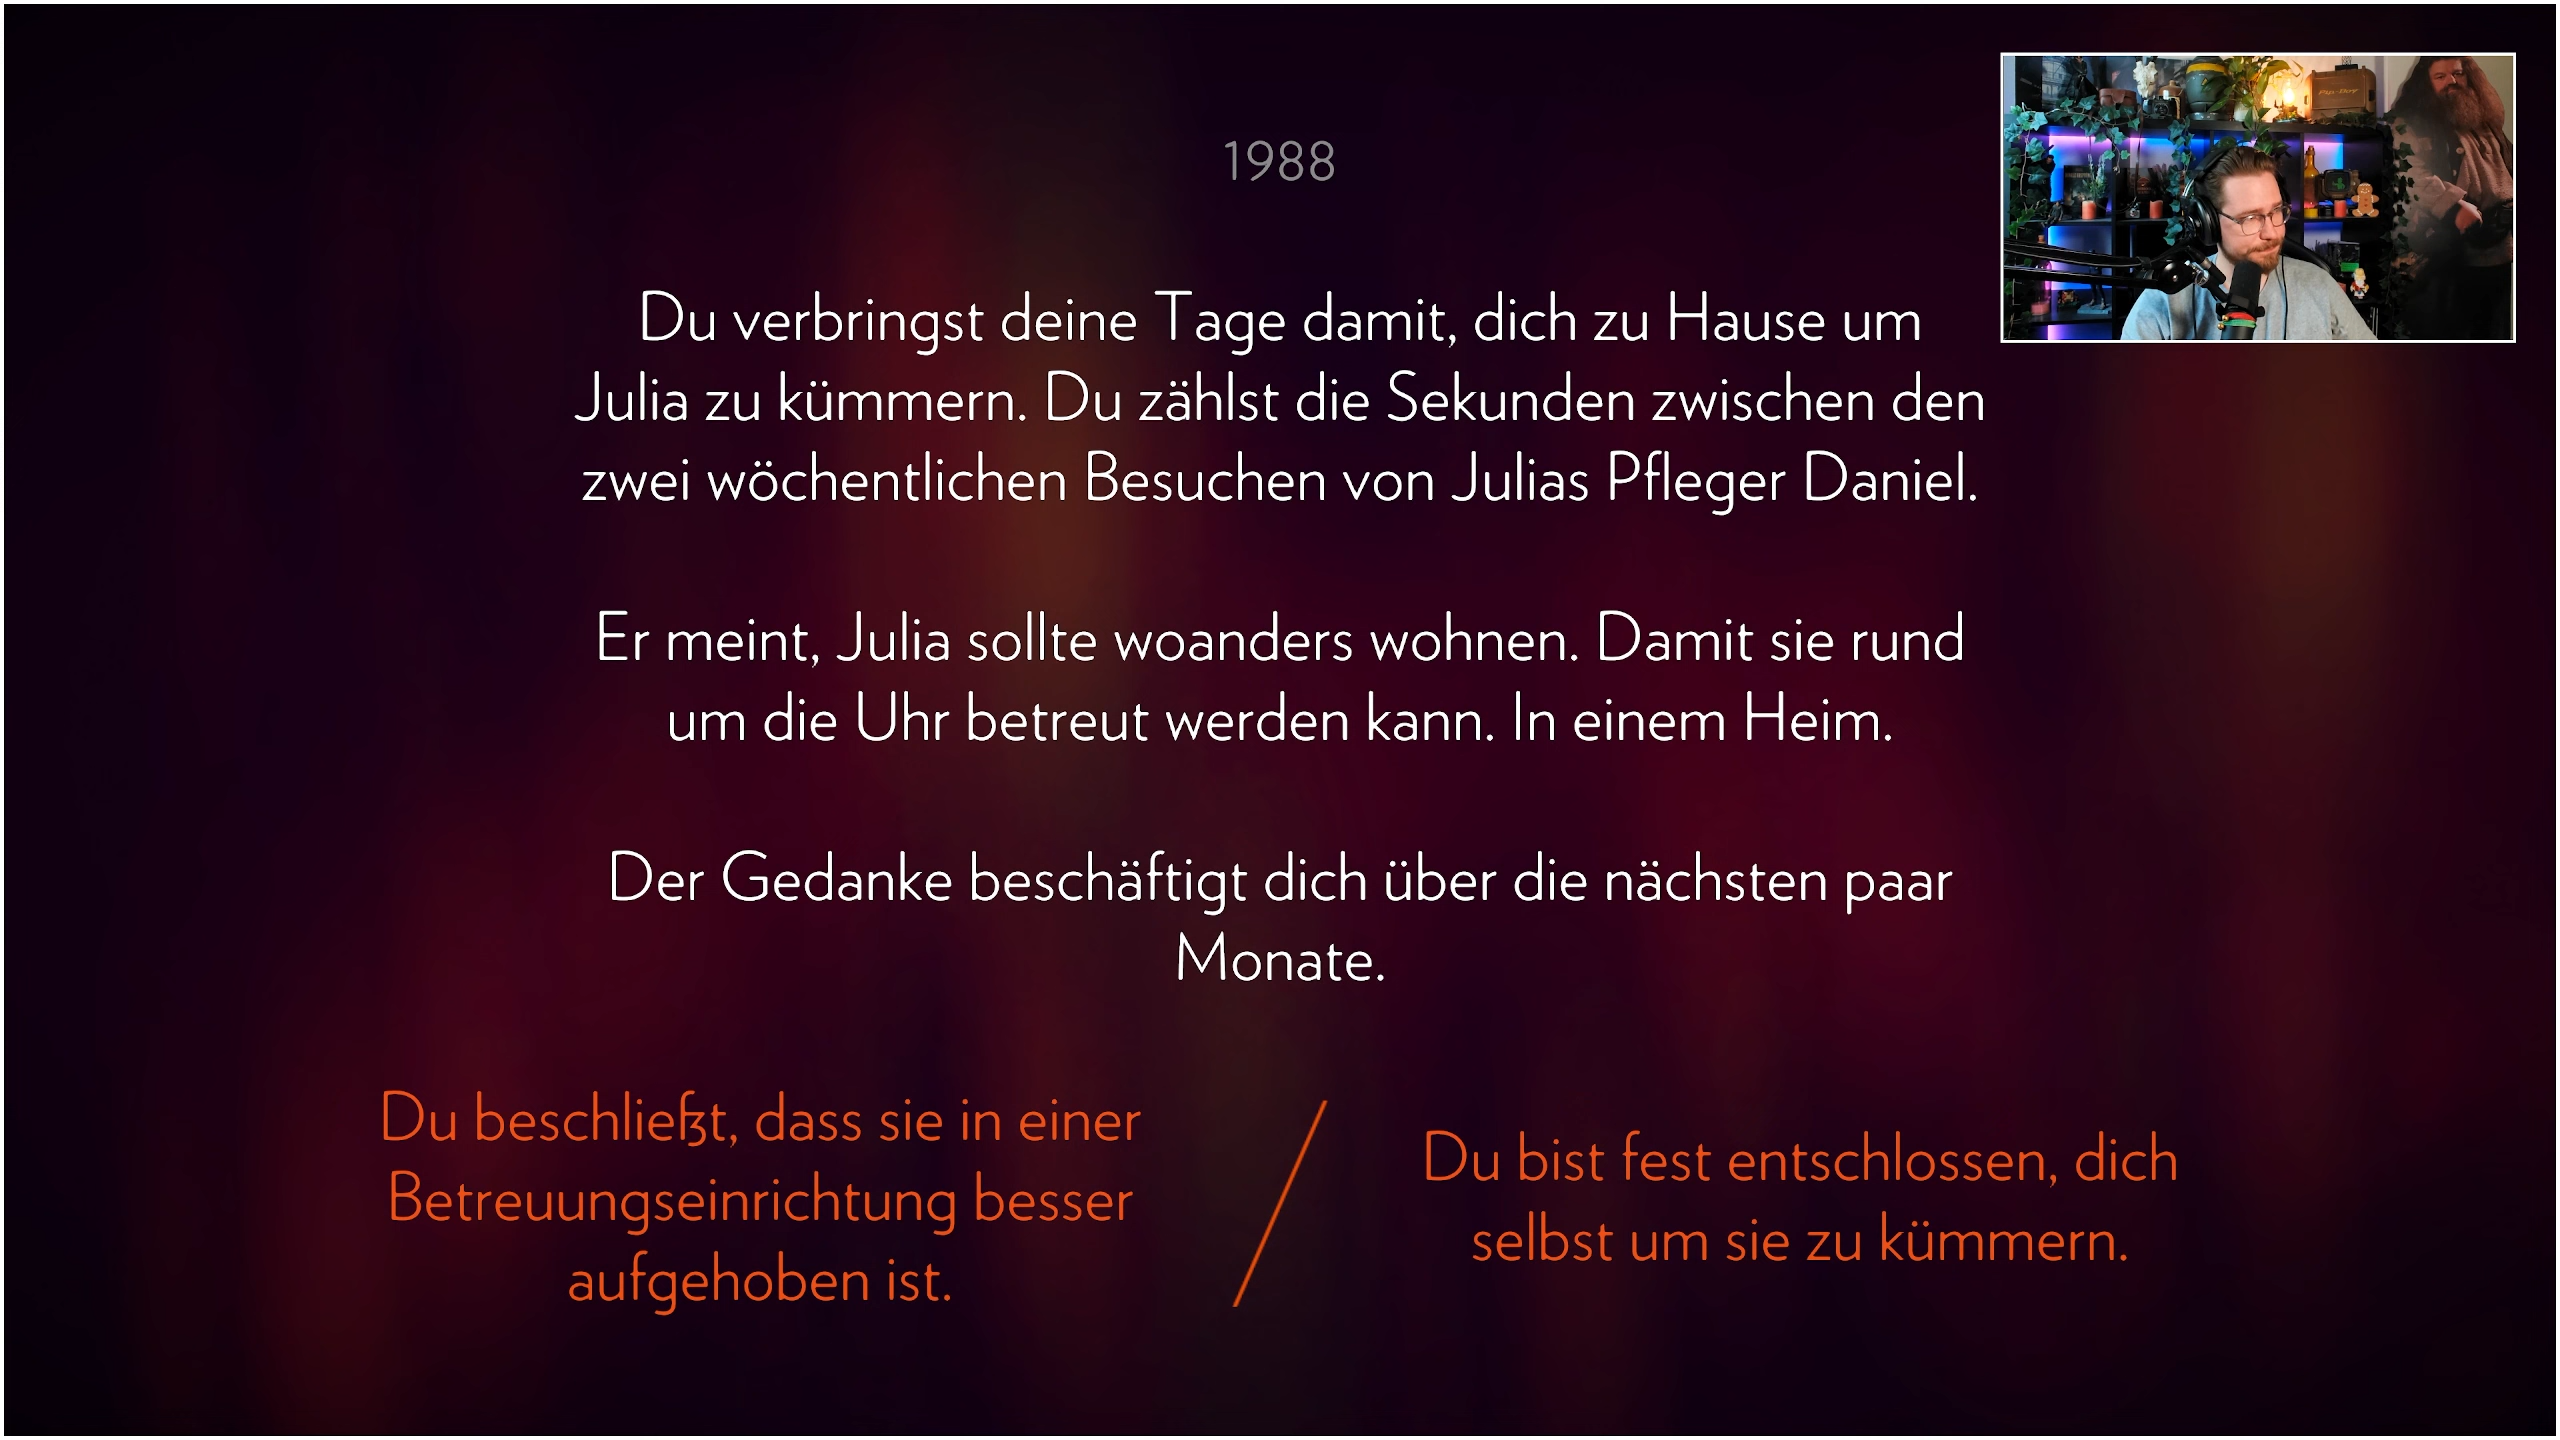 1988
Du verbringst deine Tage damit, dich zu Hause um
Julia zu kümmern. Du zählst die Sekunden zwischen den
zwei wöchentlichen Besuchen von Julias Pfleger Daniel.
Er meint, Julia sollte woanders wohnen. Damit sie rund
um die Uhr betreut werden kann. In einem Heim.
Der Gedanke beschäftigt dich über die nächsten paar
Monate.
Du beschließt, dass sie in einer
Betreuungseinrichtung besser
aufgehoben ist.
/
Du bist fest entschlossen, dich
selbst um sie zu kümmern.
PIP-BOY